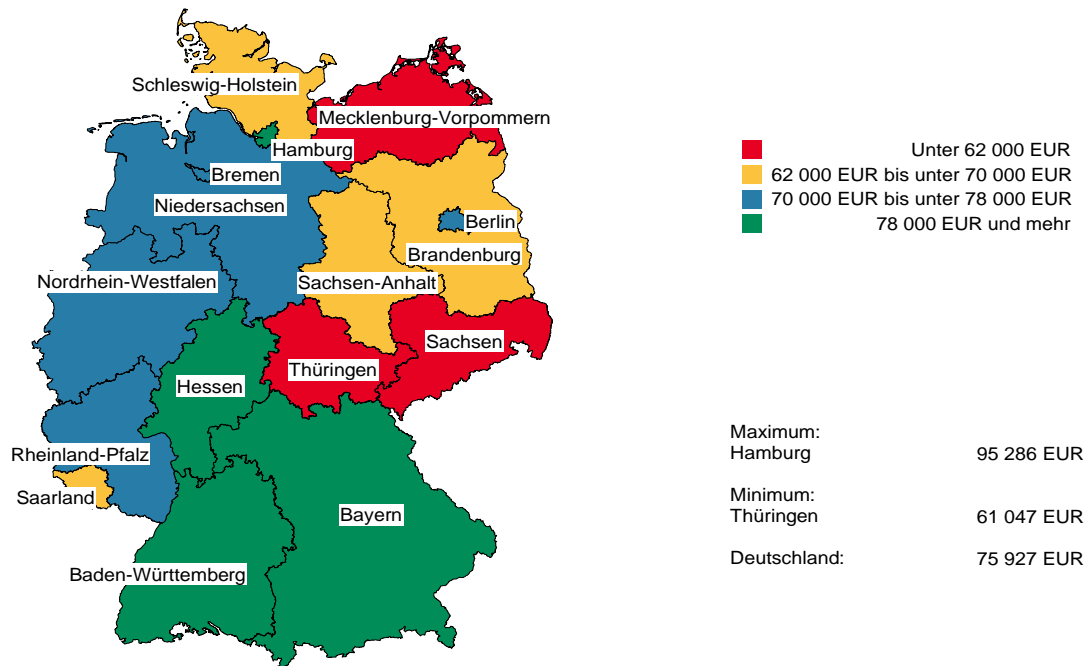 Schleswig-Holstein
Mecklenburg-Vorpommern
Hamburg
Bremen
Niedersachsen
Berlin
Brandenburg
Nordrhein-Westfalen
Sachsen-Anhalt
Sachsen
Thüringen
Hessen
Rheinland-Pfalz
Saarland
Bayern
Baden-Württemberg
Unter 62 000 EUR
62 000 EUR bis unter 70 000 EUR
70 000 EUR bis unter 78 000 EUR
78 000 EUR und mehr
Maximum:
Hamburg 95 286 EUR
Minimum:
Thüringen 61 047 EUR
Deutschland: 75 927 EUR